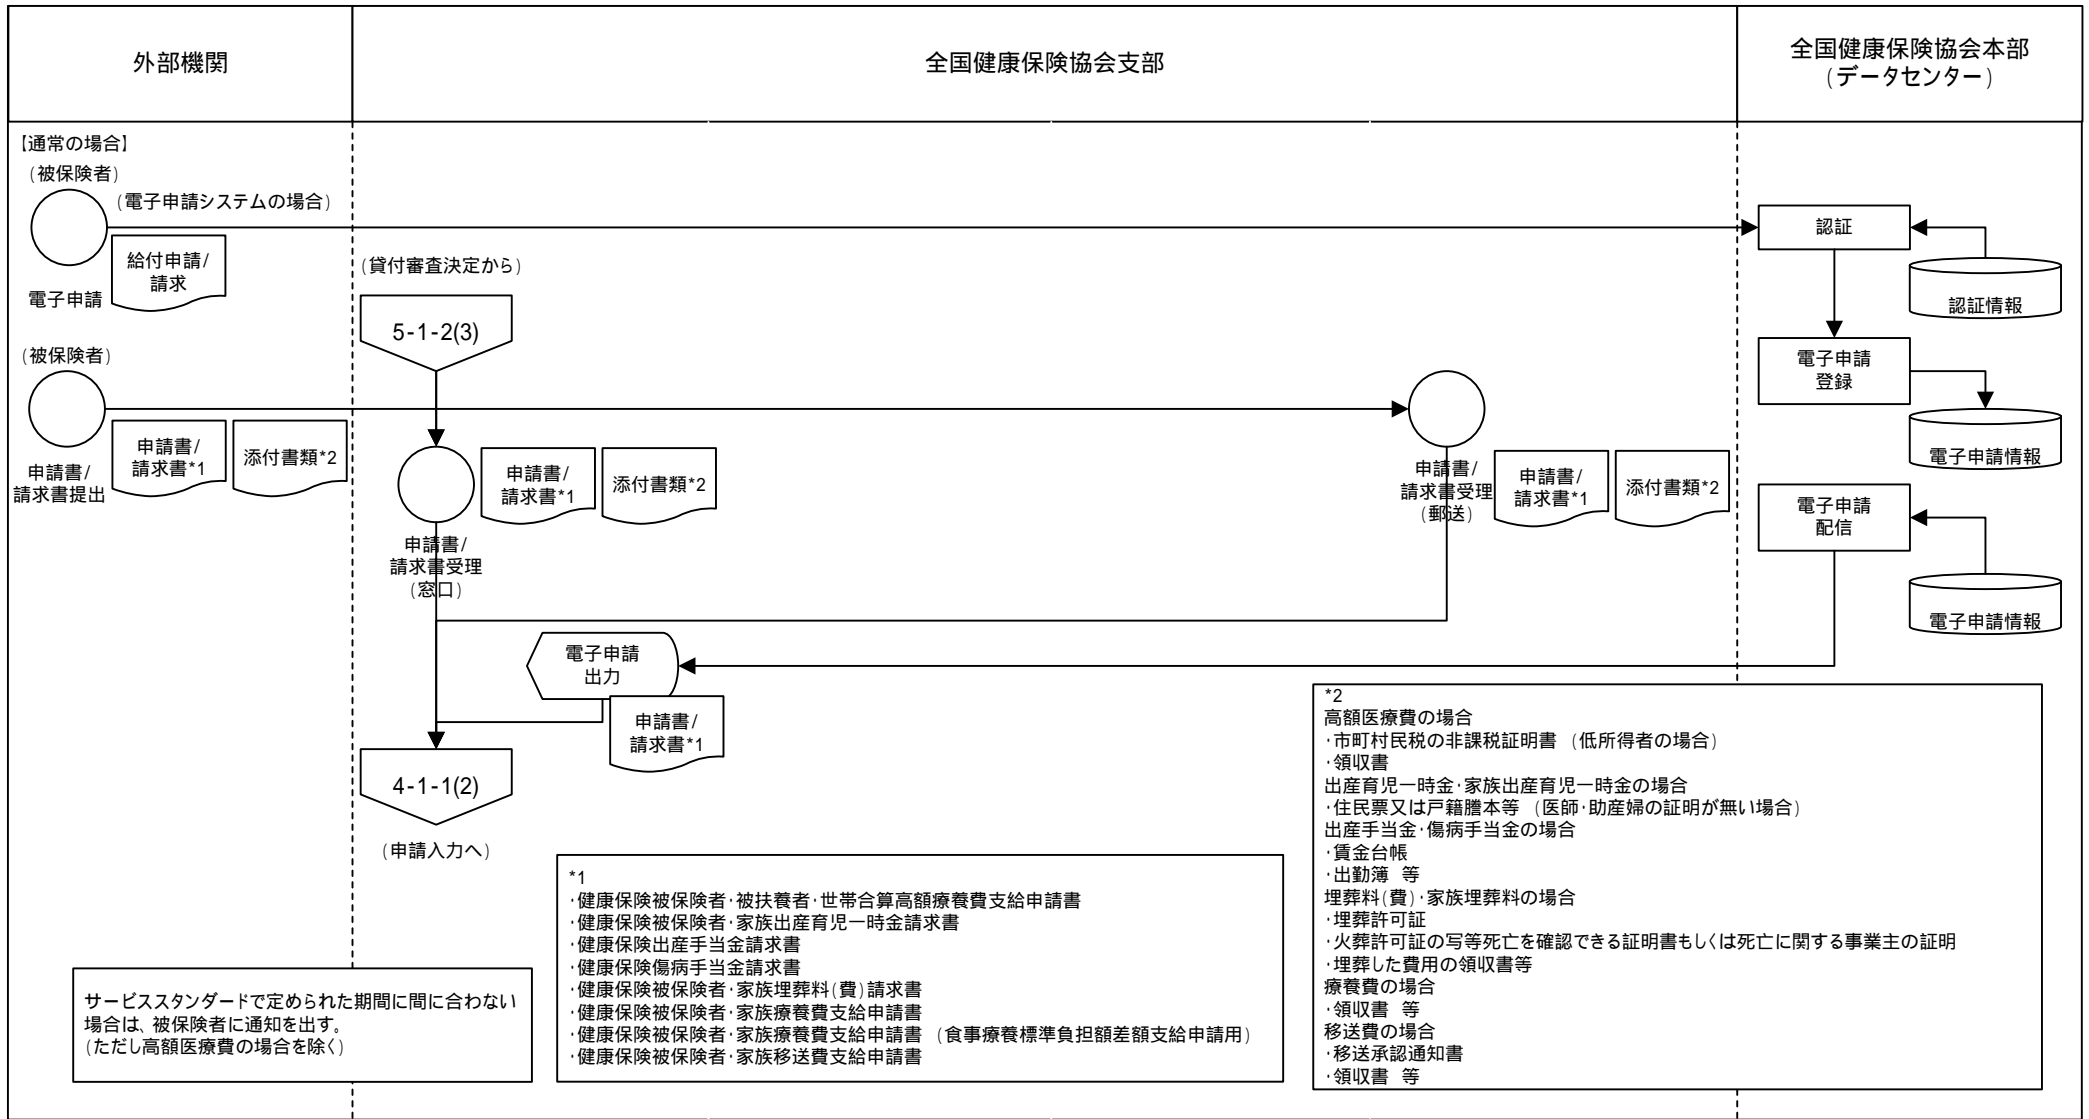 外部機関
全国健康保険協会支部
全国健康保険協会本部
(データセンター)
【通常の場合】
(被保険者)
(電子申請システムの場合)
給付申請/
請求
電子申請
(貸付審査決定から)
5-1-2(3)
認証
認証情報
電子申請
登録
電子申請情報
(被保険者)
申請書/
請求書提出
申請書/
請求書*1
添付書類*2
申請書/
請求書*1
添付書類*2
申請書/
請求書受理
(窓口)
申請書/
請求書受理
(郵送)
申請書/
請求書*1
添付書類*2
電子申請
配信
電子申請情報
電子申請
出力
申請書/
請求書*1
4-1-1(2)
(申請入力へ)
サービススタンダードで定められた期間に間に合わない
場合は、被保険者に通知を出す。
(ただし高額医療費の場合を除く)
*1
・健康保険被保険者・被扶養者・世帯合算高額療養費支給申請書
・健康保険被保険者・家族出産育児一時金請求書
・健康保険出産手当金請求書
・健康保険傷病手当金請求書
・健康保険被保険者・家族埋葬料(費)請求書
・健康保険被保険者・家族療養費支給申請書
・健康保険被保険者・家族療養費支給申請書 (食事療養標準負担額差額支給申請用)
・健康保険被保険者・家族移送費支給申請書
*2
高額医療費の場合
・市町村民税の非課税証明書 (低所得者の場合)
・領収書
出産育児一時金・家族出産育児一時金の場合
・住民票又は戸籍謄本等 (医師・助産婦の証明が無い場合)
出産手当金・傷病手当金の場合
・賃金台帳
・出勤簿 等
埋葬料(費)・家族埋葬料の場合
・埋葬許可証
・火葬許可証の写等死亡を確認できる証明書もしくは死亡に関する事業主の証明
・埋葬した費用の領収書等
療養費の場合
・領収書 等
移送費の場合
・移送承認通知書
・領収書 等